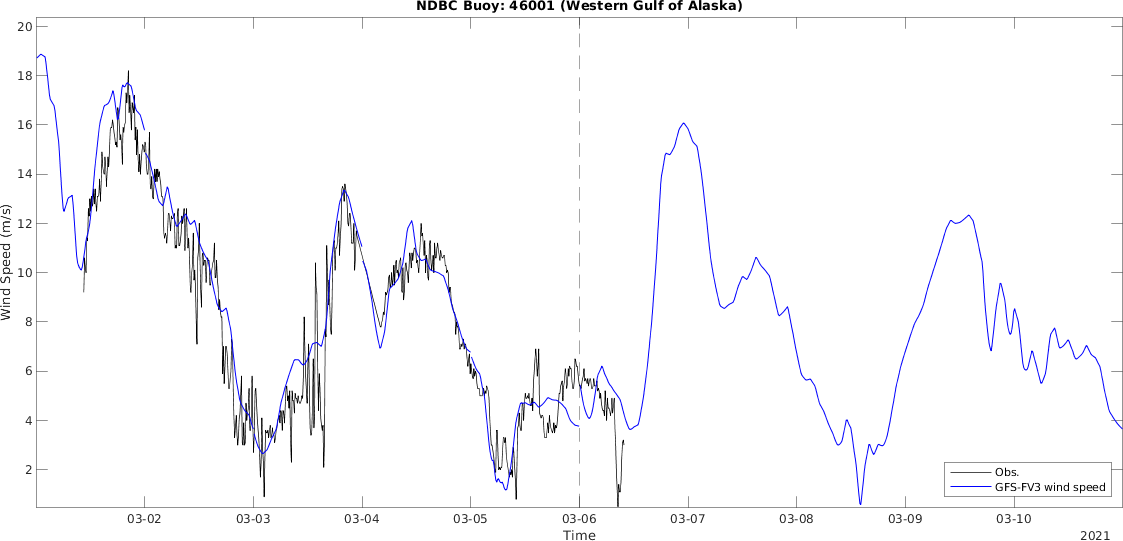 NDBC Buoy: 46001 (Western Gulf of Alaska)
20
18
16
14
12
10
8
6
4
2
Wind Speed (m/s)
Obs.
GFS-FV3 wind speed
03-02 03-03 03-04 03-05 03-06 03-07 03-08 03-09 03-10
Time
2021